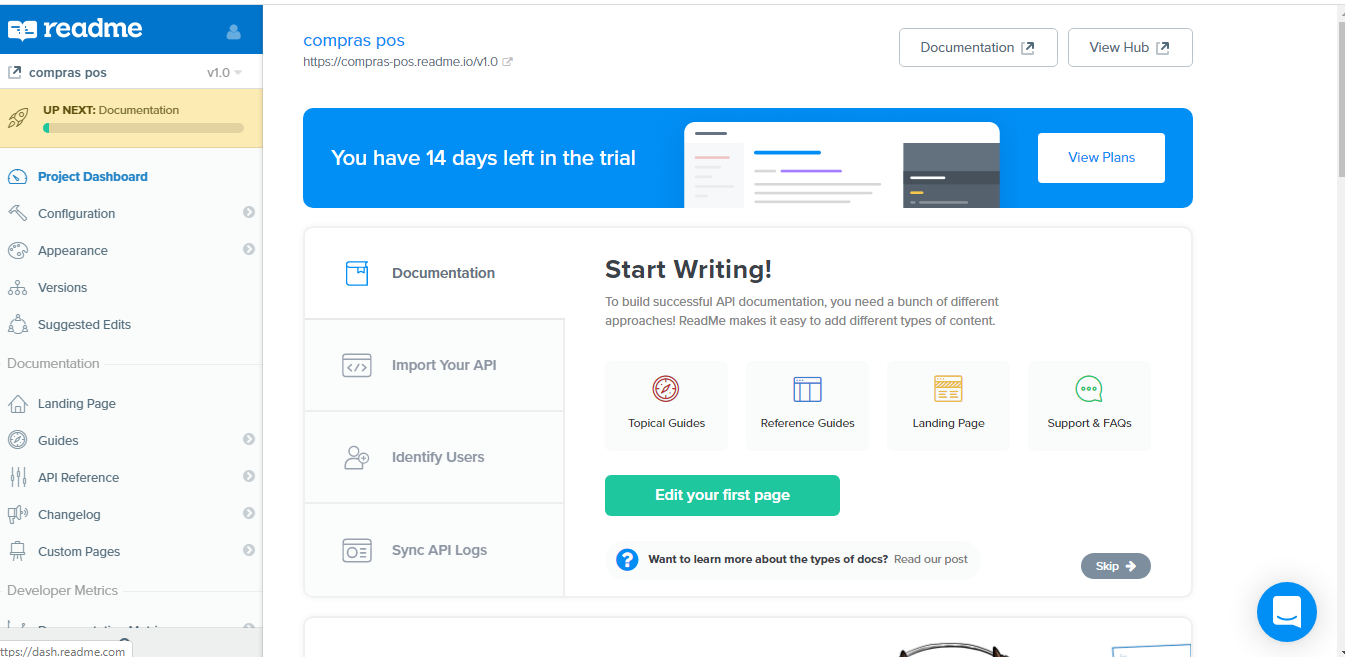 readme
compras pos
v1.0
UP NEXT: Documentation
Project Dashboard
Configuration
Appearance
Versions
Suggested Edits
Documentation
Landing Page
Guides
API Reference
Changelog
Custom Pages
Developer Metrics
ttps://dash.readme.com
compras pos
https://compras-pos.readme.io/v1.0
Documentation
View Hub
You have 14 days left in the trial
View Plans
Documentation
Import Your API
Identify Users
Sync API Logs
Start Writing!
To build successful API documentation, you need a bunch of different
approaches! ReadMe makes it easy to add different types of content.
Topical Guides
Reference Guides
Landing Page
Support & FAQs
Edit your first page
? Want to learn more about the types of docs? Read our post
Skip